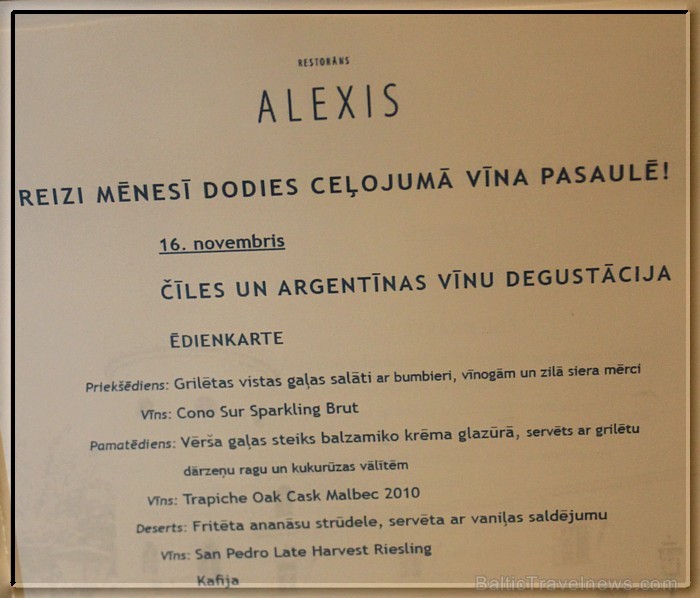 RESTORĀNS
ALEXIS
REIZI MĒNESĪ DODIES CEĻOJUMĀ VĪNA PASAULĒ!
16. novembris
ČĪLES UN ARGENTĪNAS VĪNU DEGUSTĀCIJA
ĒDIENKARTE
Priekšēdiens: Grilētas vistas gaļas salāti ar bumbieri, vīnogām un zilā siera mērci
Vīns: Cono Sur Sparkling Brut
Pamatēdiens: Vērša gaļas steiks balzamiko krēma glazūrā, servēts ar grilētu
dārzeņu ragu un kukurūzas vālītēm
Vīns: Trapiche Oak Cask Malbec 2010
Deserts: Fritēta ananāsu strūdele, servēta ar vaniļas saldējumu
Vīns: San Pedro Late Harvest Riesling
Kafija
BalticTravelnews.com